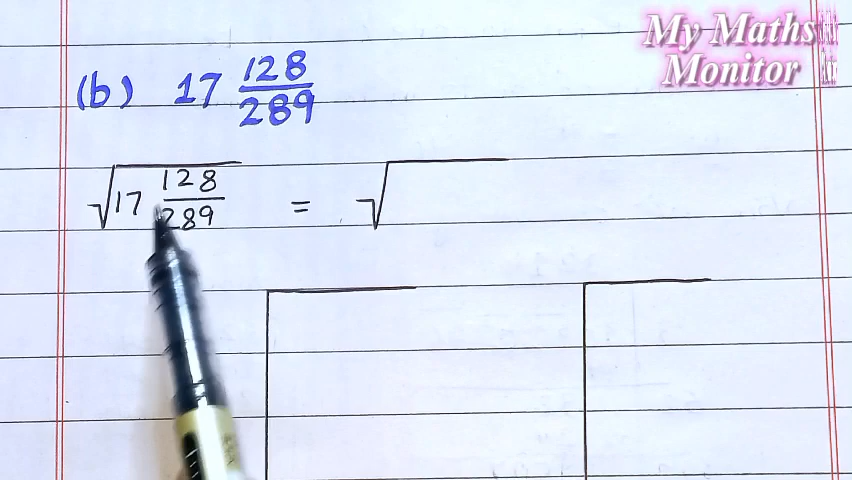 My Maths
Monitor
(b) 17 128/289
√17 128/289 = √